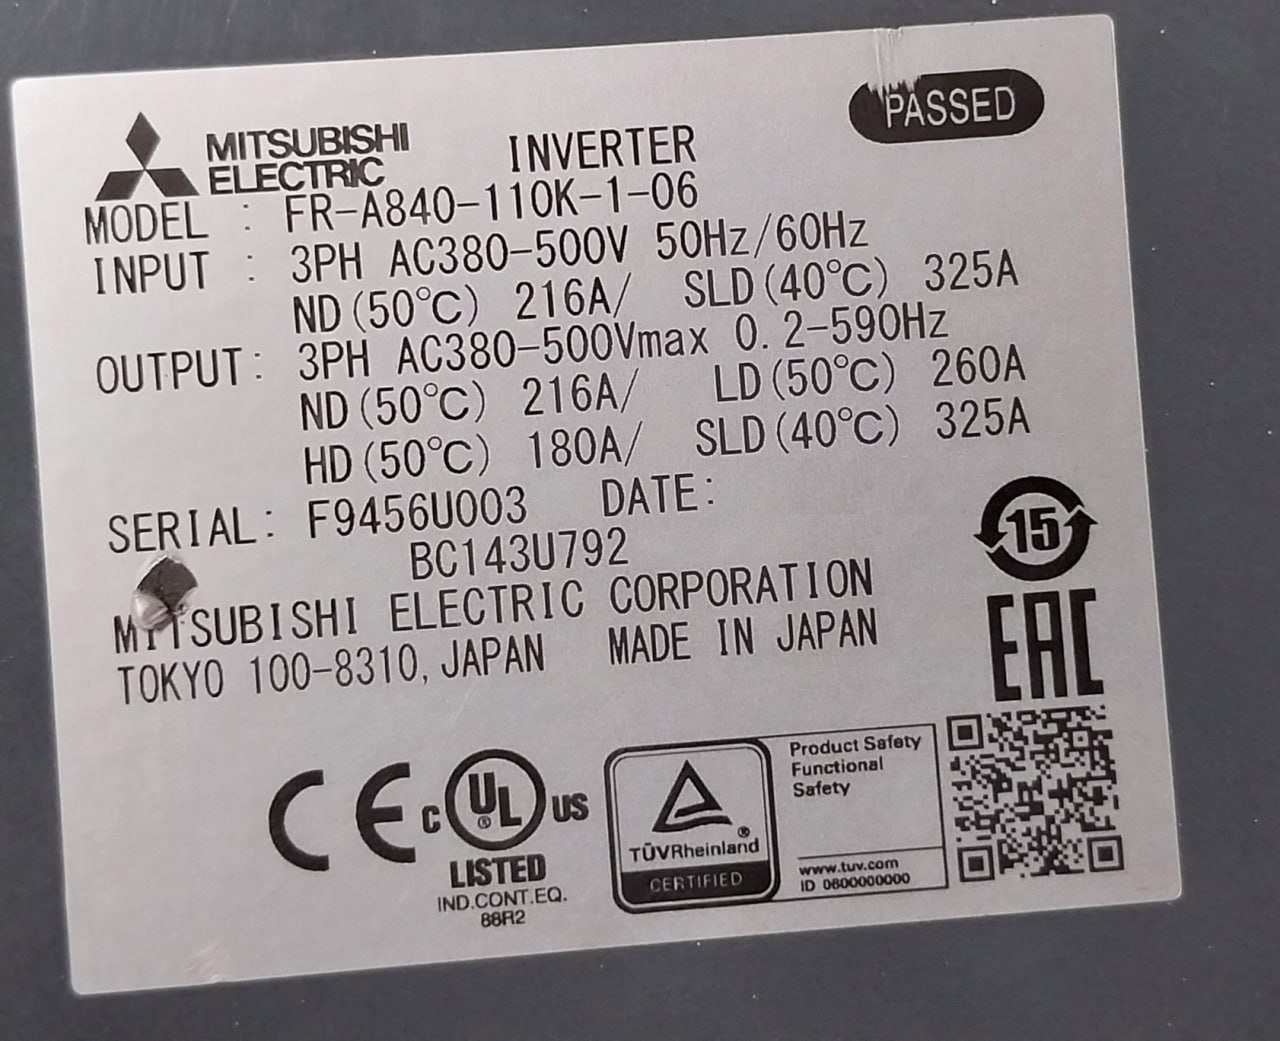 PASSED
MITSUBISHI
ELECTRIC
INVERTER
MODEL : FR-A840-110K-1-06
INPUT : 3PH AC380-500V 50Hz/60Hz
ND(50℃) 216A/ SLD(40℃) 325A
OUTPUT: 3PH AC380-500Vmax 0.2-590Hz
ND(50℃) 216A/ LD(50℃) 260A
HD(50℃) 180A/ SLD(40℃) 325A
SERIAL: F9456U003 DATE:
BC143U792
15
MITSUBISHI ELECTRIC CORPORATION
TOKYO 100-8310, JAPAN MADE IN JAPAN
EAC
CE
C UL® US
LISTED
IND.CONT.EQ.
88R2
TÜVRheinland®
CERTIFIED
Product Safety
Functional
Safety
www.tuv.com
ID 0600000000